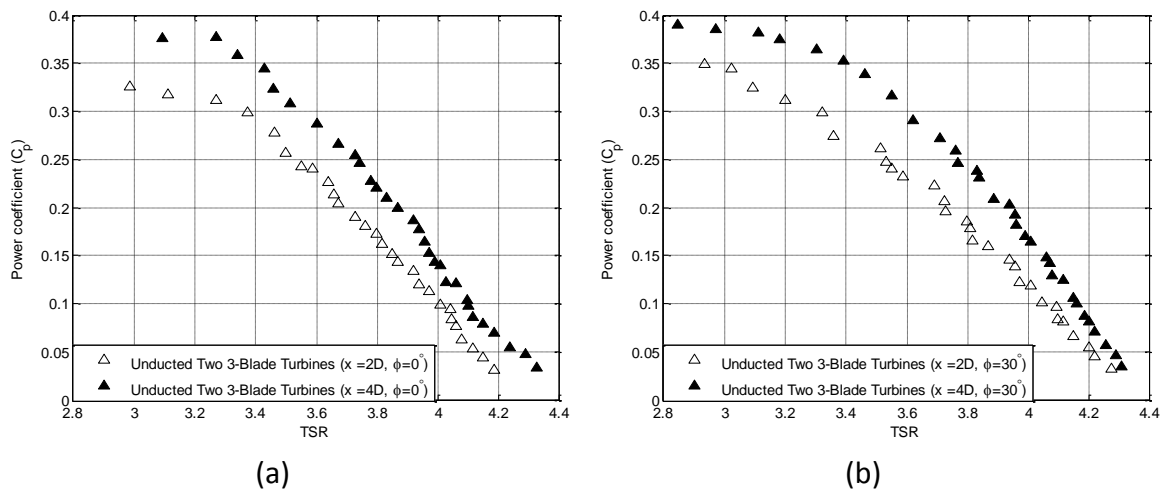 Power coefficient (Cp)
0.4
0.35
0.3
0.25
0.2
0.15
0.1
0.05
0
2.8 3 3.2 3.4 3.6 3.8 4 4.2 4.4
TSR
Unducted Two 3-Blade Turbines (x =2D, ϕ=0°)
Unducted Two 3-Blade Turbines (x =4D, ϕ=0°)
(a)
Power coefficient (Cp)
0.4
0.35
0.3
0.25
0.2
0.15
0.1
0.05
0
2.8 3 3.2 3.4 3.6 3.8 4 4.2 4.4
TSR
Unducted Two 3-Blade Turbines (x =2D, ϕ=30°)
Unducted Two 3-Blade Turbines (x =4D, ϕ=30°)
(b)